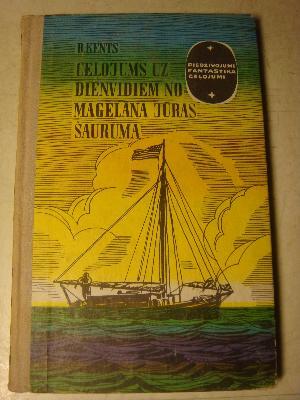 R.KENTS
CEĻOJUMS UZ
DIENVIDIEM NO
MAGELĀNA JŪRAS-
ŠAURUMA
PIEDZĪVOJUMI
FANTASTIKA
CEĻOJUMI